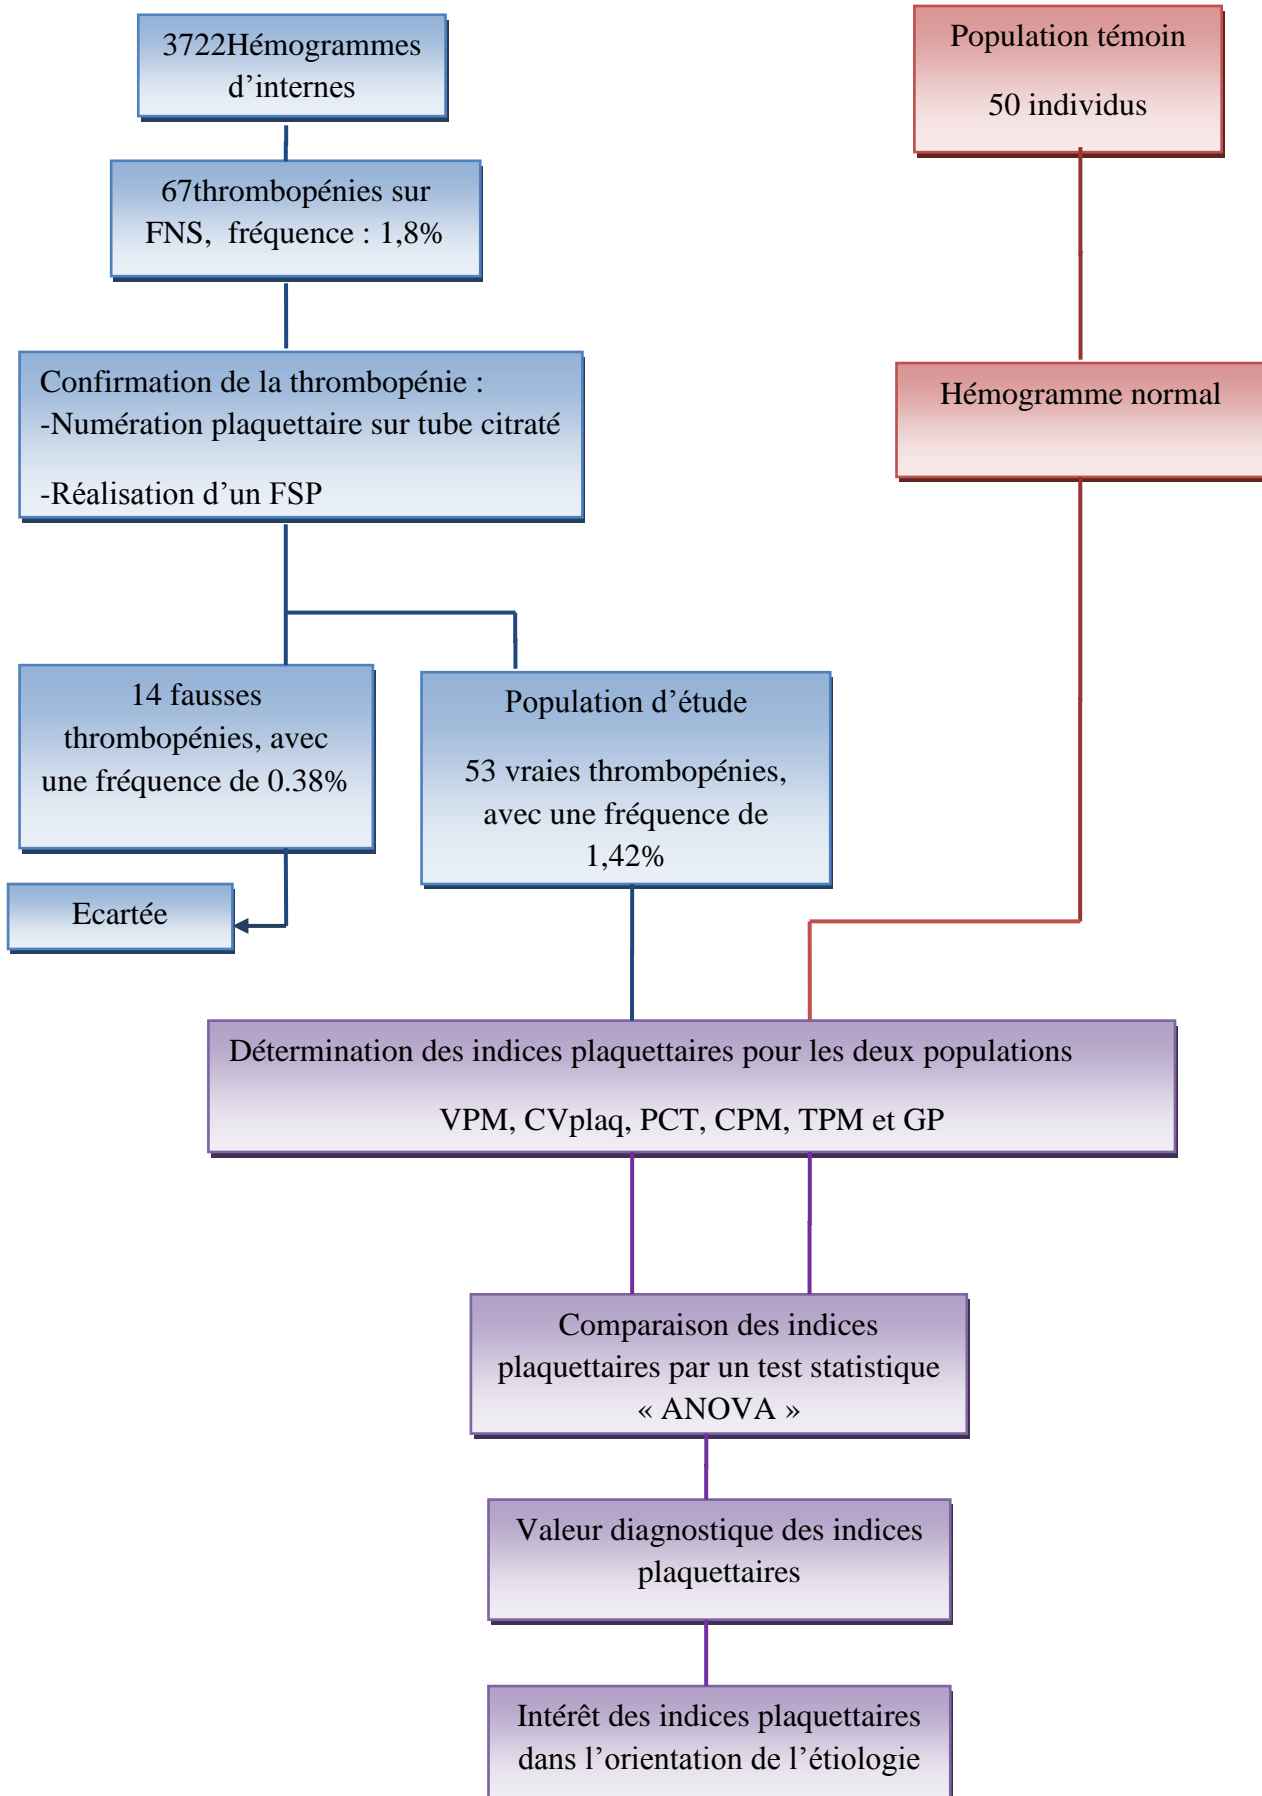 3722Hémogrammes
d’internes
67thrombopénies sur
FNS, fréquence : 1,8%
Confirmation de la thrombopénie :
-Numération plaquettaire sur tube citraté
-Réalisation d’un FSP
14 fausses
thrombopénies, avec
une fréquence de 0.38%
Ecartée
Population d’étude
53 vraies thrombopénies,
avec une fréquence de
1,42%
Population témoin
50 individus
Hémogramme normal
Détermination des indices plaquettaires pour les deux populations
VPM, CVplaq, PCT, CPM, TPM et GP
Comparaison des indices
plaquettaires par un test statistique
« ANOVA »
Valeur diagnostique des indices
plaquettaires
Intérêt des indices plaquettaires
dans l’orientation de l’étiologie